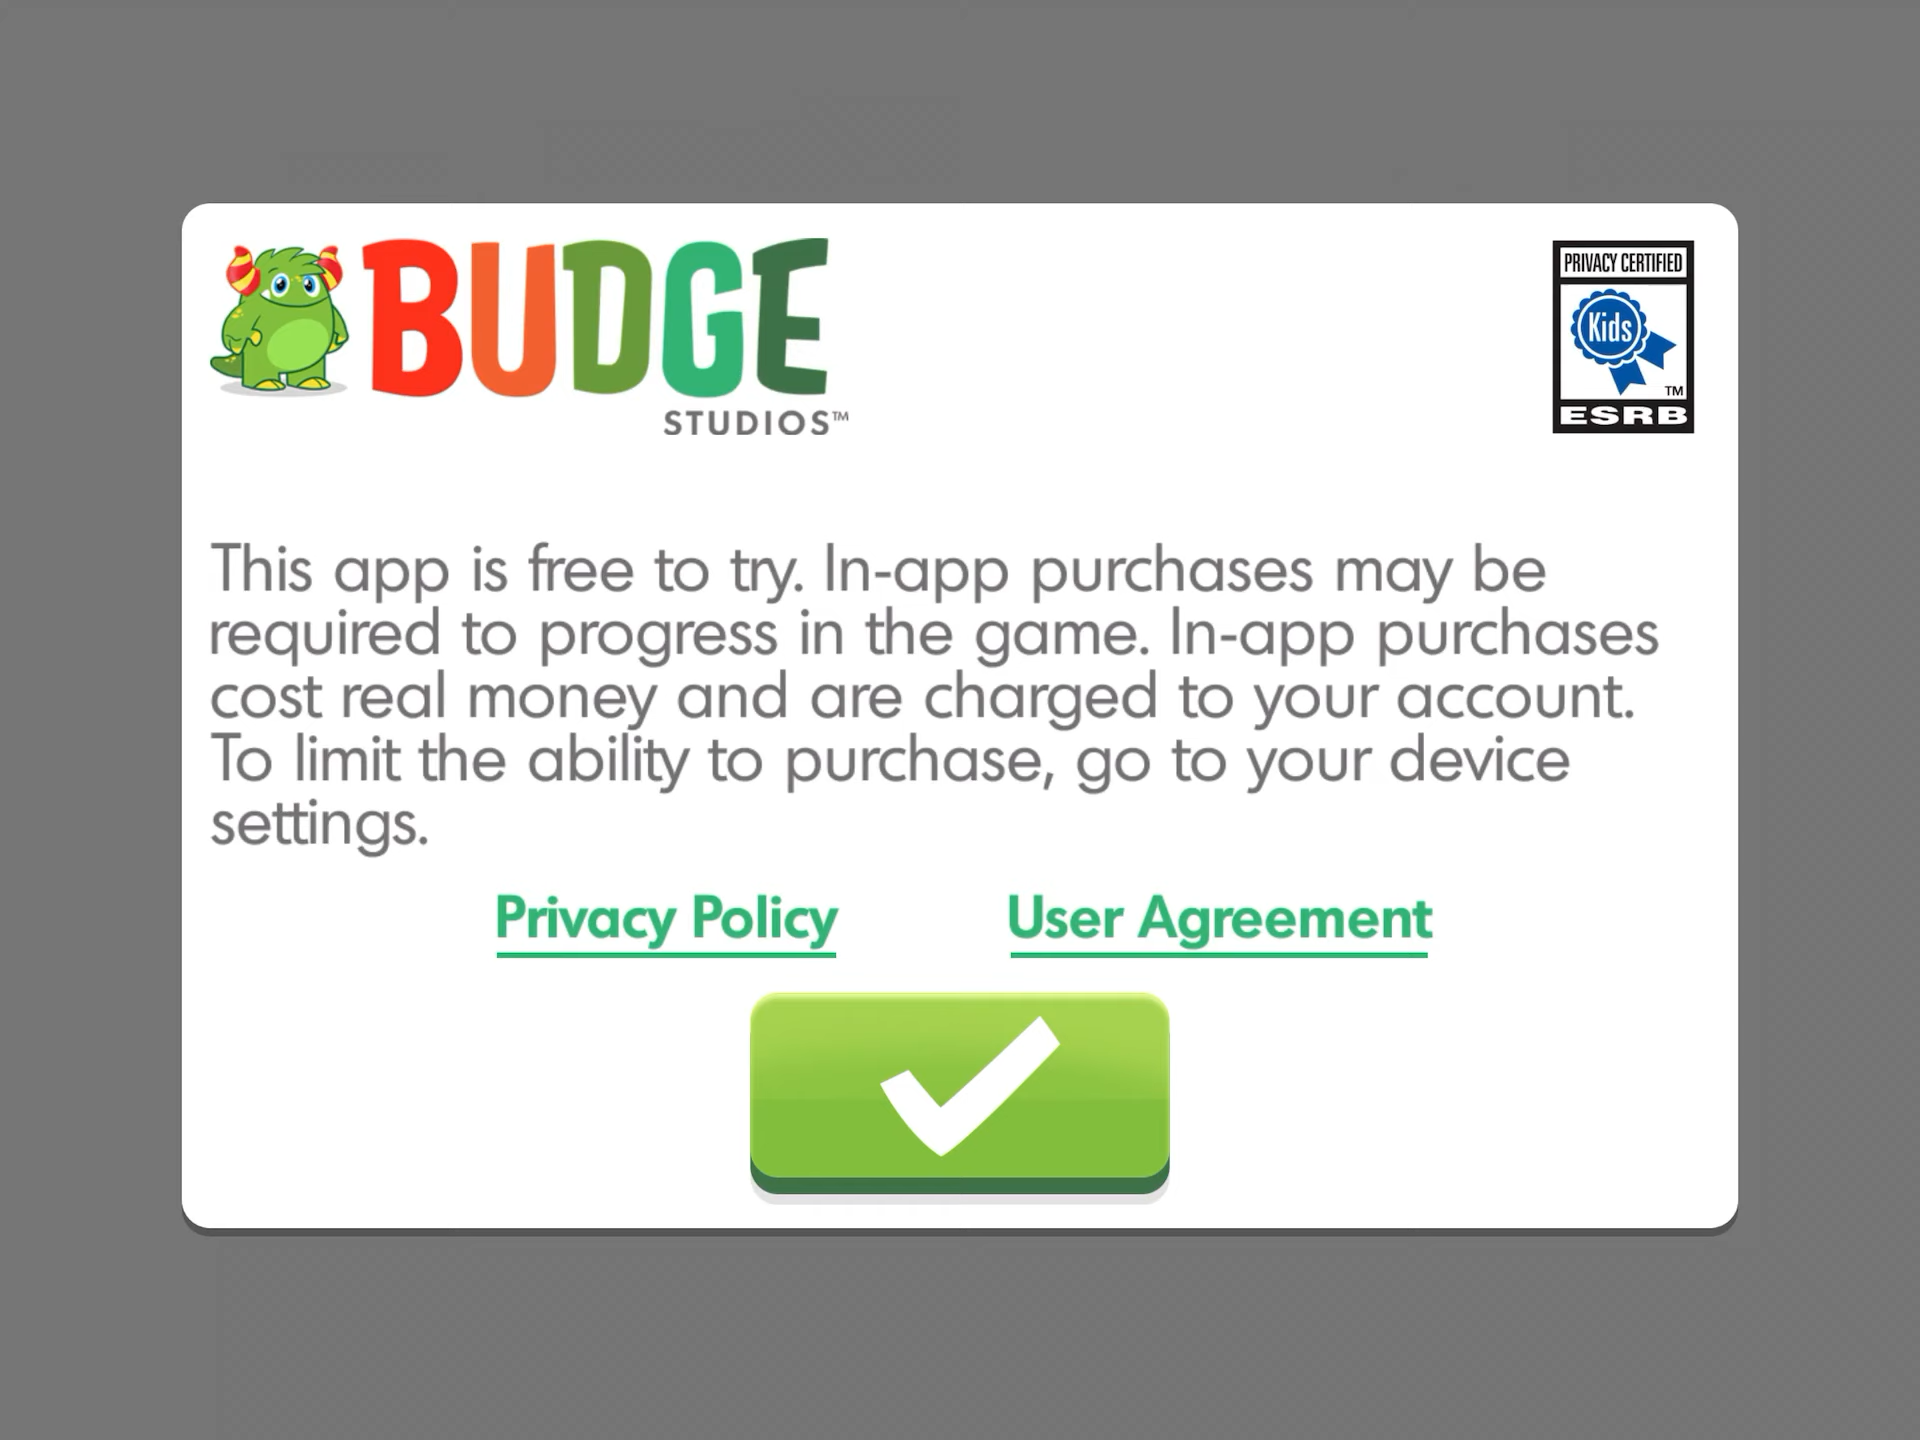 BUDGE
STUDIOS™
PRIVACY CERTIFIED
Kids
TM
ESRB
This app is free to try. In-app purchases may be
required to progress in the game. In-app purchases
cost real money and are charged to your account.
To limit the ability to purchase, go to your device
settings.
Privacy Policy
User Agreement